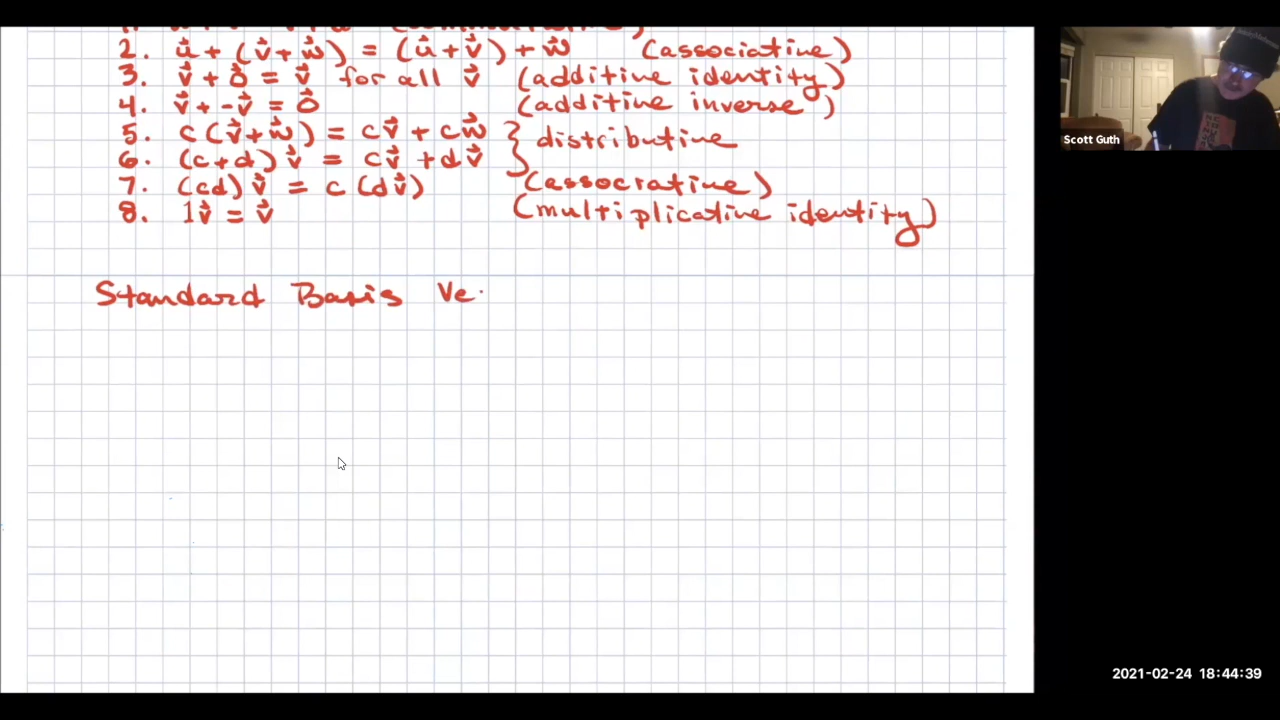 2. u⃗ + (v⃗ + w⃗) = (u⃗ + v⃗) + w⃗ (associative)
3. v⃗ + 0⃗ = v⃗ for all v⃗ (additive identity)
4. v⃗ + -v⃗ = 0⃗ (additive inverse)
5. c(v⃗ + w⃗) = cv⃗ + cw⃗ } distributive
6. (c+d)v⃗ = cv⃗ + dv⃗
7. (cd)v⃗ = c(dv⃗) (associative)
8. 1v⃗ = v⃗ (multiplicative identity)
Standard Basis Ve
Scott Guth
2021-02-24 18:44:39